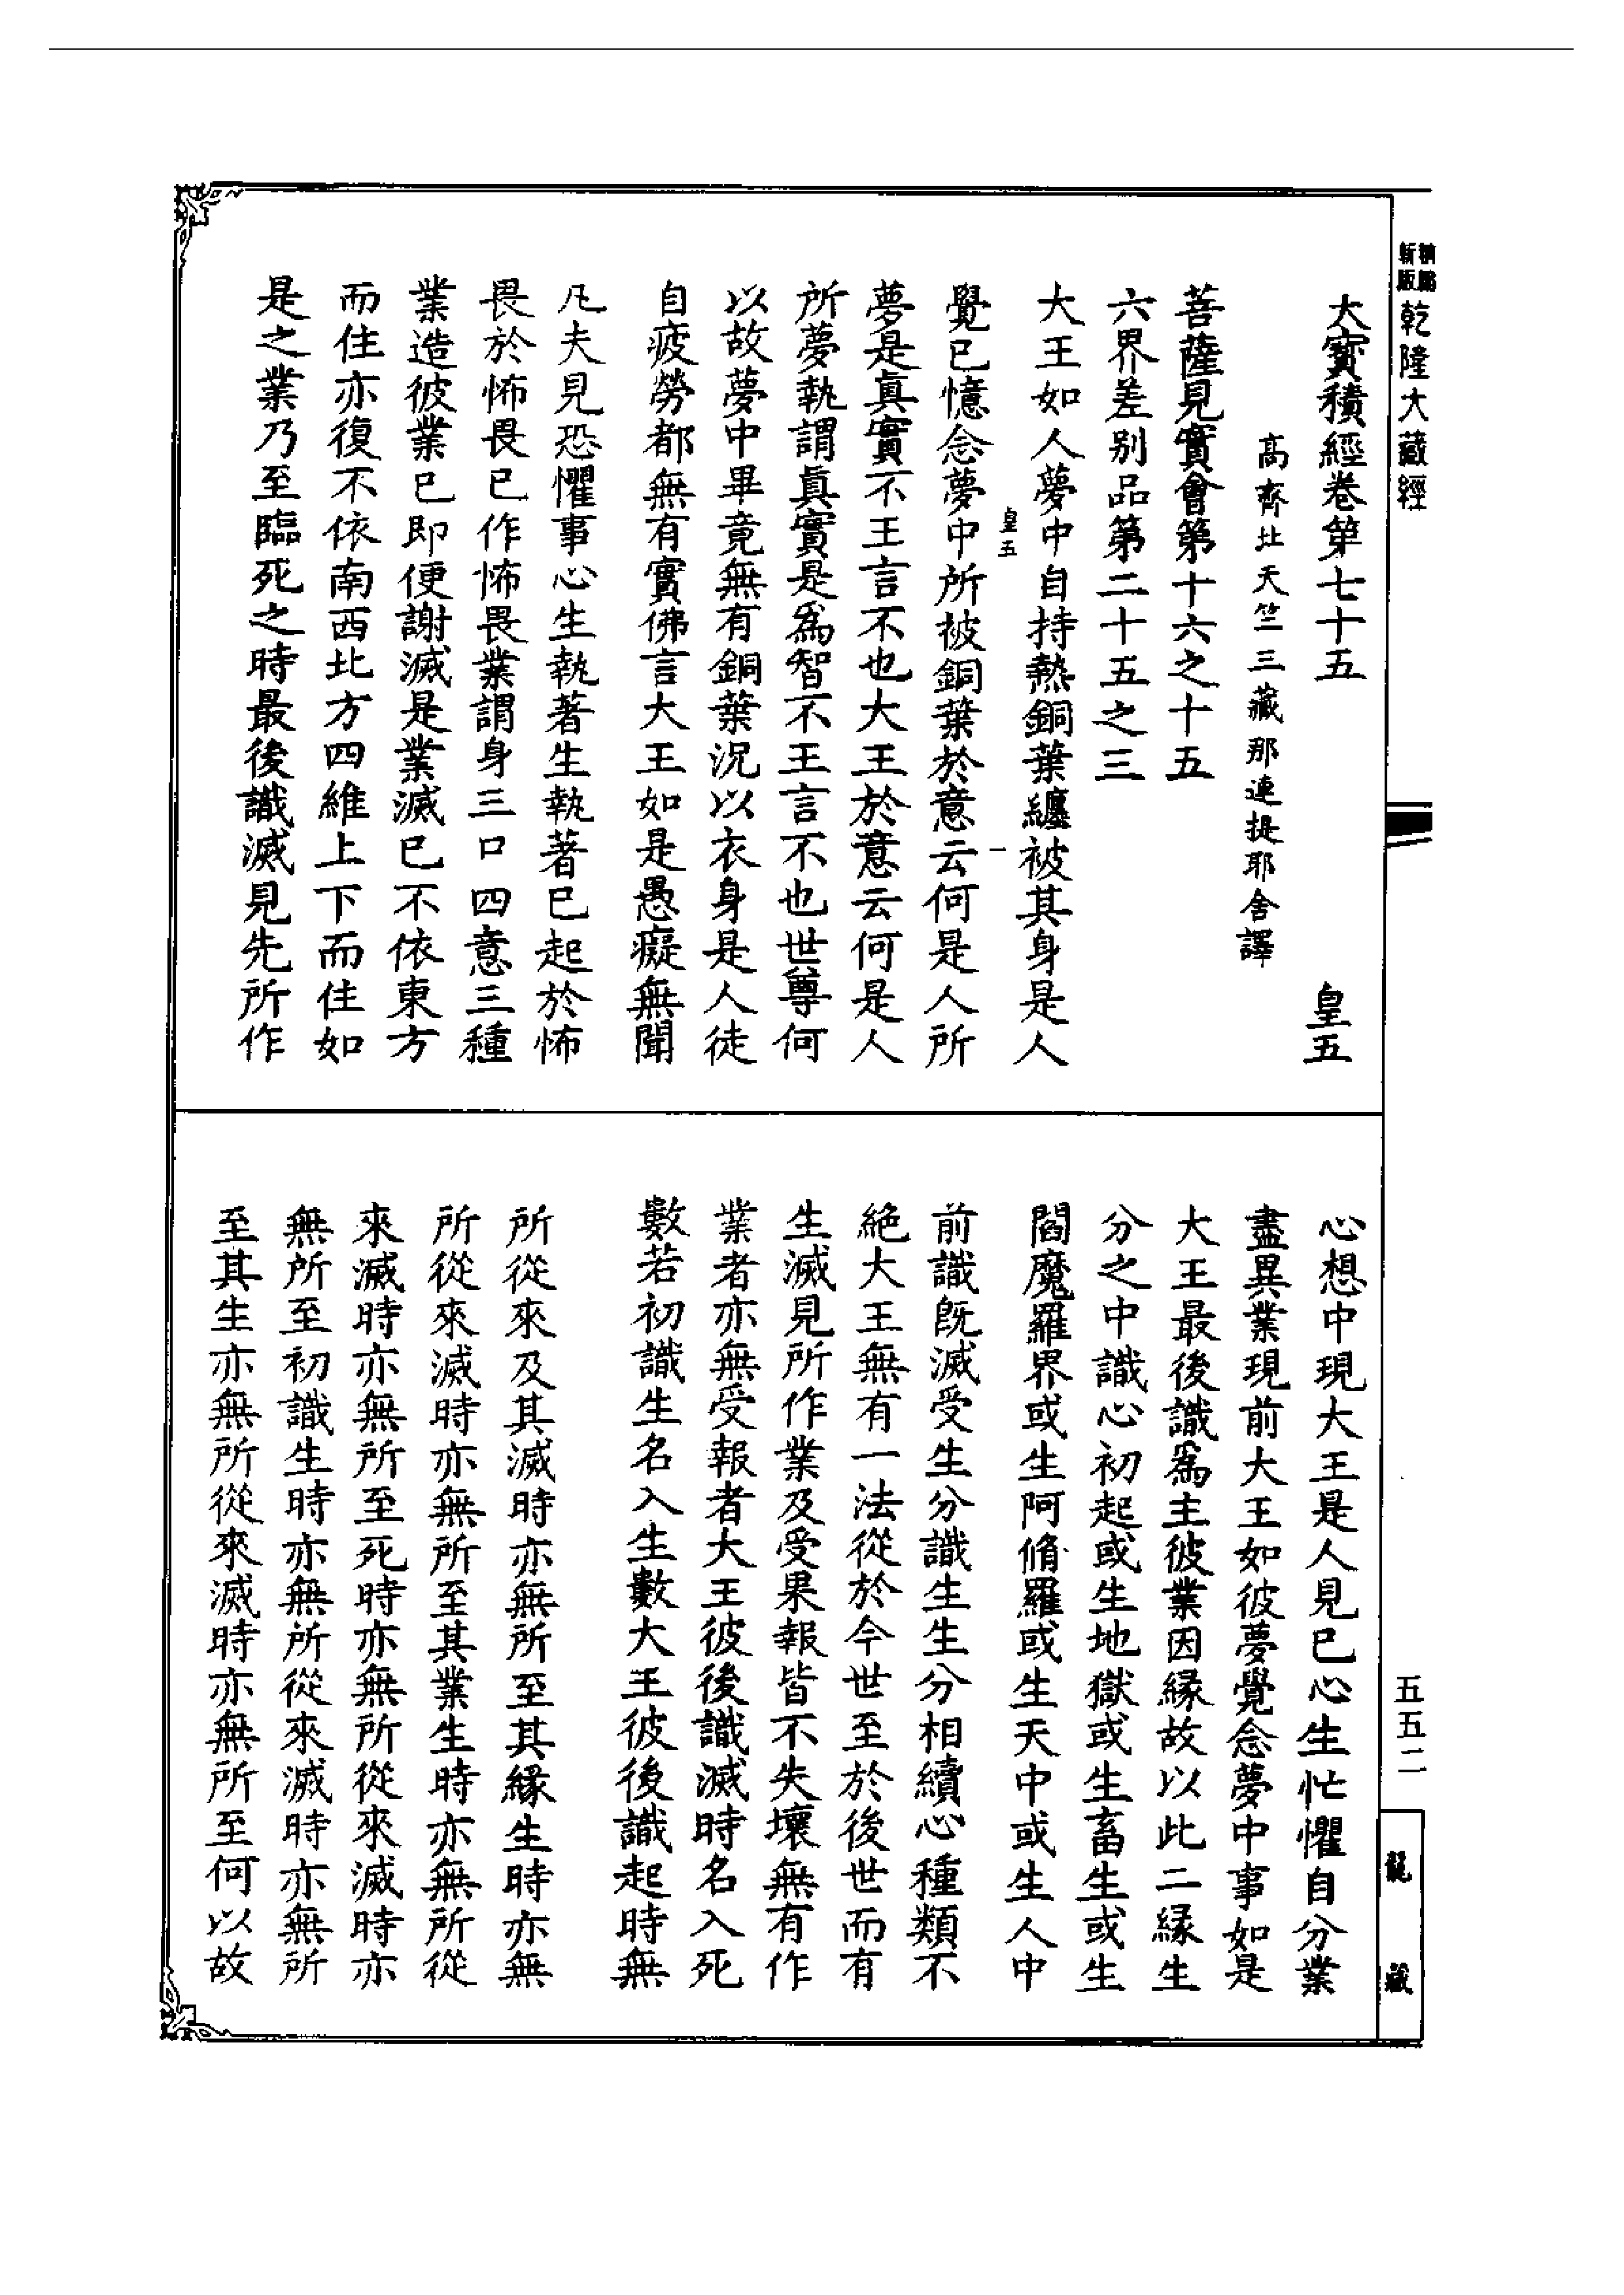 精縮
新版
乾隆大藏經
大寳積經卷第七十五　皇五
高齊北天竺三藏那連提耶舍譯
菩薩見實會第十六之十五
六界差别品第二十五之三
大王如人夢中自持熱銅葉纏被其身是人
皇五
一
覺已憶念夢中所被銅葉於意云何是人所
夢是真實不王言不也大王於意云何是人
所夢執謂真實是爲智不王言不也世尊何
以故夢中畢竟無有銅葉況以衣身是人徒
自疲勞都無有實佛言大王如是愚癡無聞
凡夫見恐懼事心生執著生執著已起於怖
畏於怖畏已作怖畏業謂身三口四意三種
業造彼業已即便謝滅是業滅已不依東方
而住亦復不依南西北方四維上下而住如
是之業乃至臨死之時最後識滅見先所作
心想中現大王是人見已心生忙懼自分業
盡異業現前大王如彼夢覺念夢中事如是
大王最後識爲主彼業因緣故以此二緣生
分之中識心初起或生地獄或生畜生或生
閻魔羅界或生阿脩羅或生天中或生人中
前識既滅受生分識生生分相續心種類不
絕大王無有一法從於今世至於後世而有
生滅見所作業及受果報皆不失壞無有作
業者亦無受報者大王彼後識滅時名入死
數若初識生名入生數大王彼後識起時無
所從來及其滅時亦無所至其緣生時亦無
所從來滅時亦無所至其業生時亦無所從
來滅時亦無所至死時亦無所從來滅時亦
無所至初識生時亦無所從來滅時亦無所
至其生亦無所從來滅時亦無所至何以故
五五二
龍藏